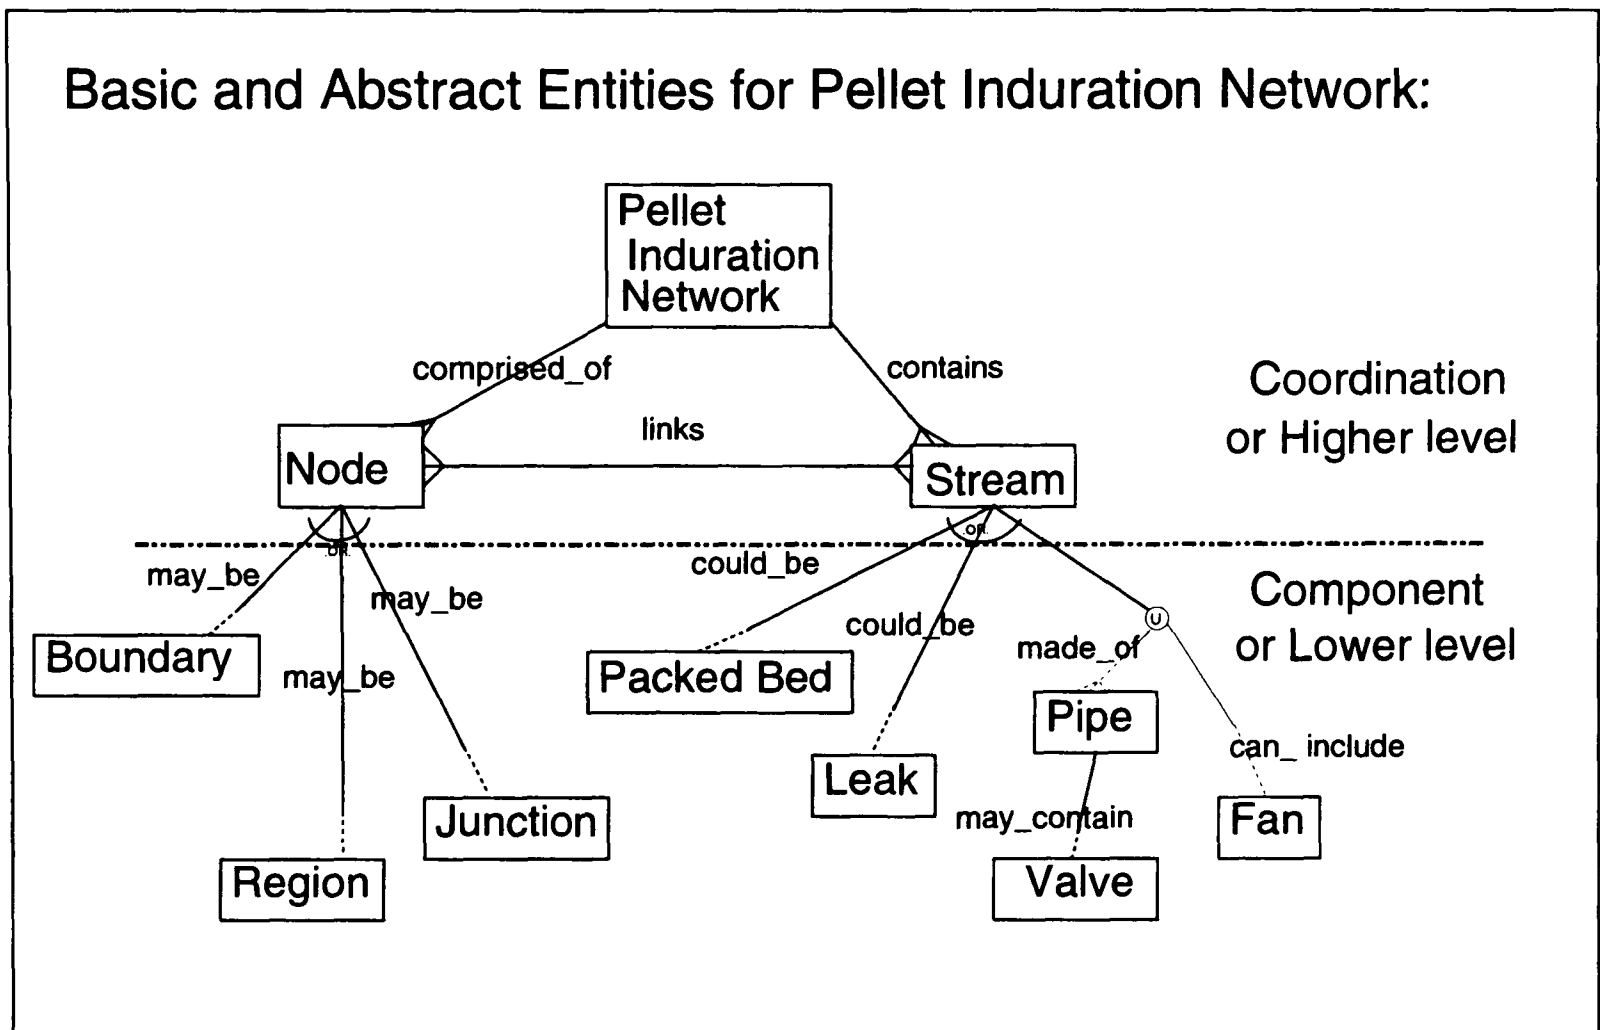 Basic and Abstract Entities for Pellet Induration Network:
Pellet
Induration
Network
comprised_of
contains
Coordination
or Higher level
links
Node
Stream
.OR.
.OR.
may_be
may_be
may_be
could_be
could_be
Component
or Lower level
U
made_of
Boundary
Packed Bed
Pipe
can_ include
Leak
Junction
may_contain
Fan
Region
Valve